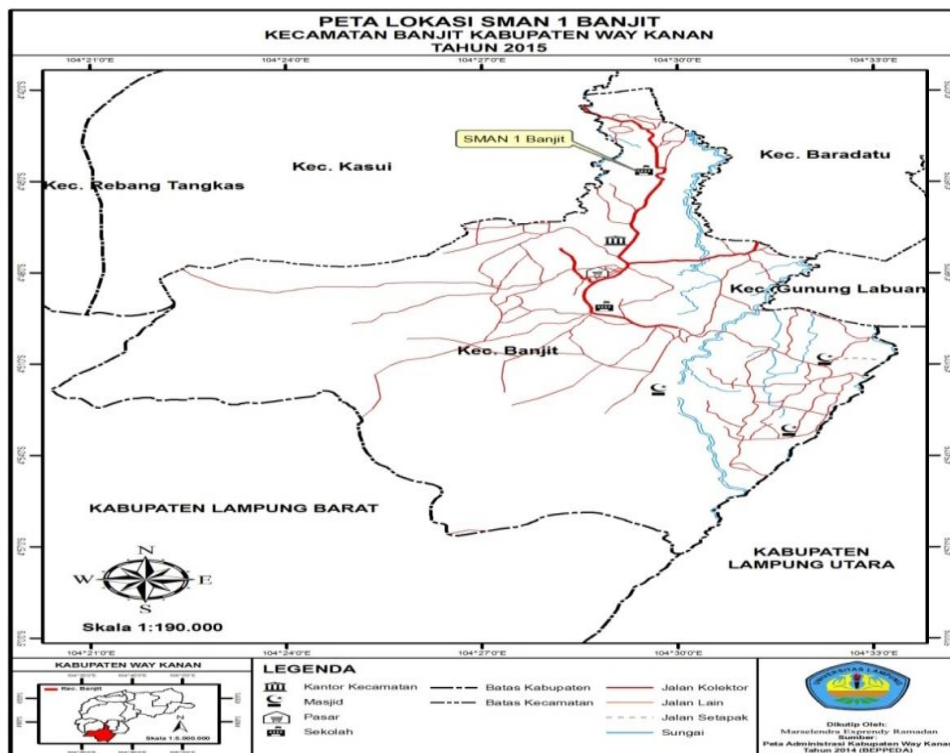 PETA LOKASI SMAN 1 BANJIT
KECAMATAN BANJIT KABUPATEN WAY KANAN
TAHUN 2015
104°21'0"E 104°24'0"E 104°27'0"E 104°30'0"E 104°33'0"E
SMAN 1 Banjit
Kec. Baradatu
Kec. Kasui
Kec. Rebang Tangkas
Kec. Gunung Labuan
Kec. Banjit
KABUPATEN LAMPUNG BARAT
KABUPATEN
LAMPUNG UTARA
N
W E
S
Skala 1:190.000
104°21'0"E 104°24'0"E 104°27'0"E 104°30'0"E 104°33'0"E
KABUPATEN WAY KANAN
Kec. Banjit
N
Skala 1:5.000.000
LEGENDA
Kantor Kecamatan
Masjid
Pasar
Sekolah
Batas Kabupaten
Batas Kecamatan
Jalan Kolektor
Jalan Lain
Jalan Setapak
Sungai
UNIVERSITAS LAMPUNG
Dikutip Oleh:
Marselendra Exprendy Ramadan
Sumber:
Peta Administrasi Kabupaten Way Kanan
Tahun 2014 (BEPPEDA)